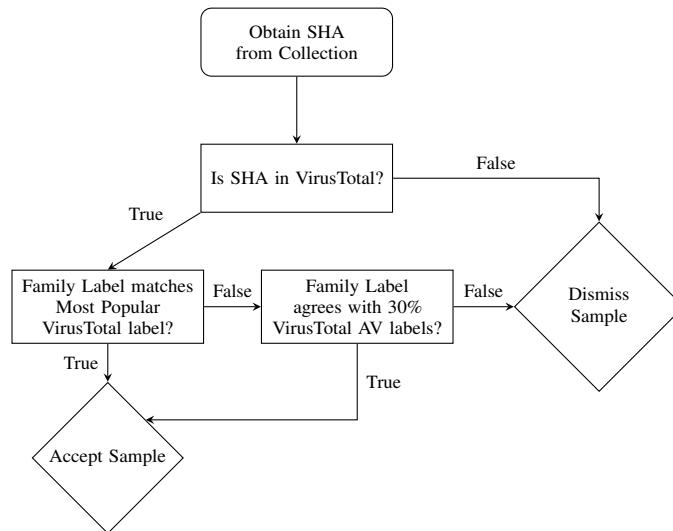 Obtain SHA
from Collection
Is SHA in VirusTotal?
False
True
Family Label matches
Most Popular
VirusTotal label?
False
Family Label
agrees with 30%
VirusTotal AV labels?
False
Dismiss
Sample
True
True
Accept Sample